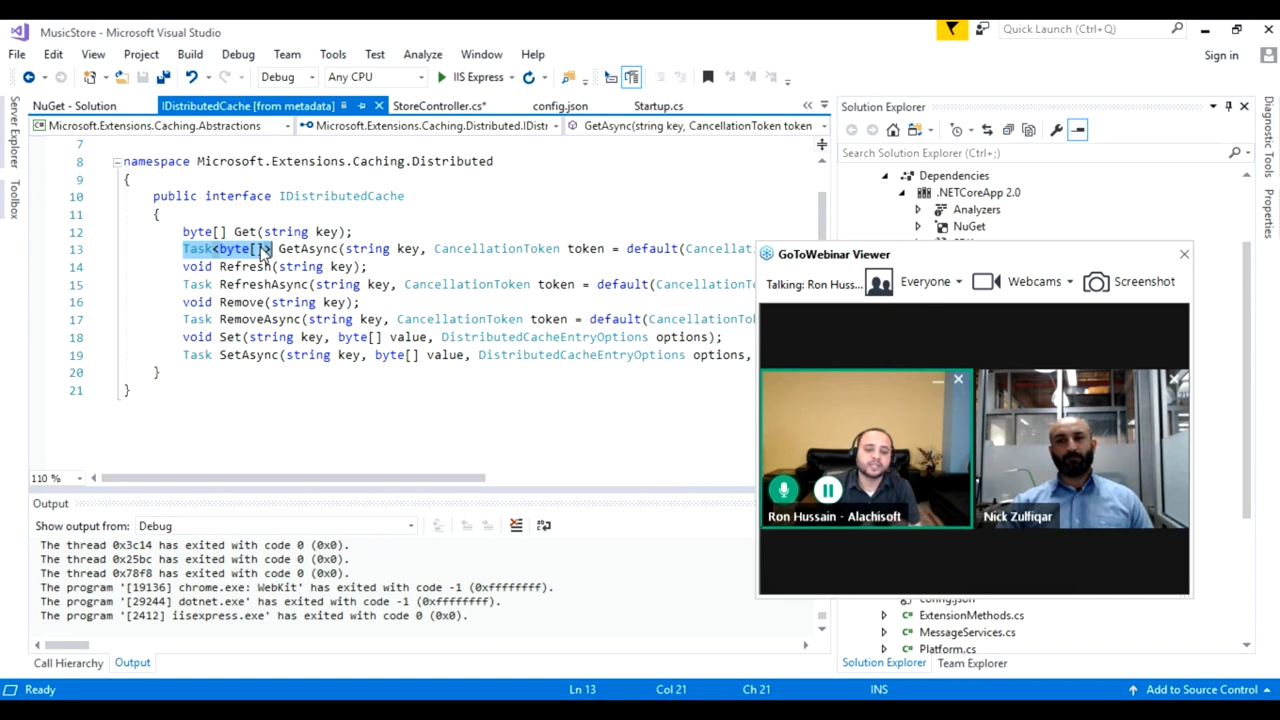 MusicStore - Microsoft Visual Studio
Quick Launch (Ctrl+Q)
File Edit View Project Build Debug Team Tools Test Analyze Window Help
Sign in
Debug Any CPU IIS Express
NuGet - Solution IDistributedCache [from metadata] StoreController.cs* config.json Startup.cs
Microsoft.Extensions.Caching.Abstractions Microsoft.Extensions.Caching.Distributed.IDistr GetAsync(string key, CancellationToken token
Server Explorer
Toolbox
7
8 namespace Microsoft.Extensions.Caching.Distributed
9 {
10 public interface IDistributedCache
11 {
12 byte[] Get(string key);
13 Task<byte[]> GetAsync(string key, CancellationToken token = default(Cancellati
14 void Refresh(string key);
15 Task RefreshAsync(string key, CancellationToken token = default(CancellationTo
16 void Remove(string key);
17 Task RemoveAsync(string key, CancellationToken token = default(CancellationTo
18 void Set(string key, byte[] value, DistributedCacheEntryOptions options);
19 Task SetAsync(string key, byte[] value, DistributedCacheEntryOptions options,
20 }
21 }
110 %
Output
Show output from: Debug
The thread 0x3c14 has exited with code 0 (0x0).
The thread 0x25bc has exited with code 0 (0x0).
The thread 0x78f8 has exited with code 0 (0x0).
The program '[19136] chrome.exe: WebKit' has exited with code -1 (0xffffffff).
The program '[29244] dotnet.exe' has exited with code -1 (0xffffffff).
The program '[2412] iisexpress.exe' has exited with code 0 (0x0).
Call Hierarchy Output
Solution Explorer
Search Solution Explorer (Ctrl+;)
Dependencies
.NETCoreApp 2.0
Analyzers
NuGet
GoToWebinar Viewer
Talking: Ron Huss...
Everyone
Webcams
Screenshot
Ron Hussain - Alachisoft
Nick Zulfiqar
config.json
ExtensionMethods.cs
MessageServices.cs
Platform.cs
Solution Explorer Team Explorer
Diagnostic Tools
Properties
Ready Ln 13 Col 21 Ch 21 INS Add to Source Control